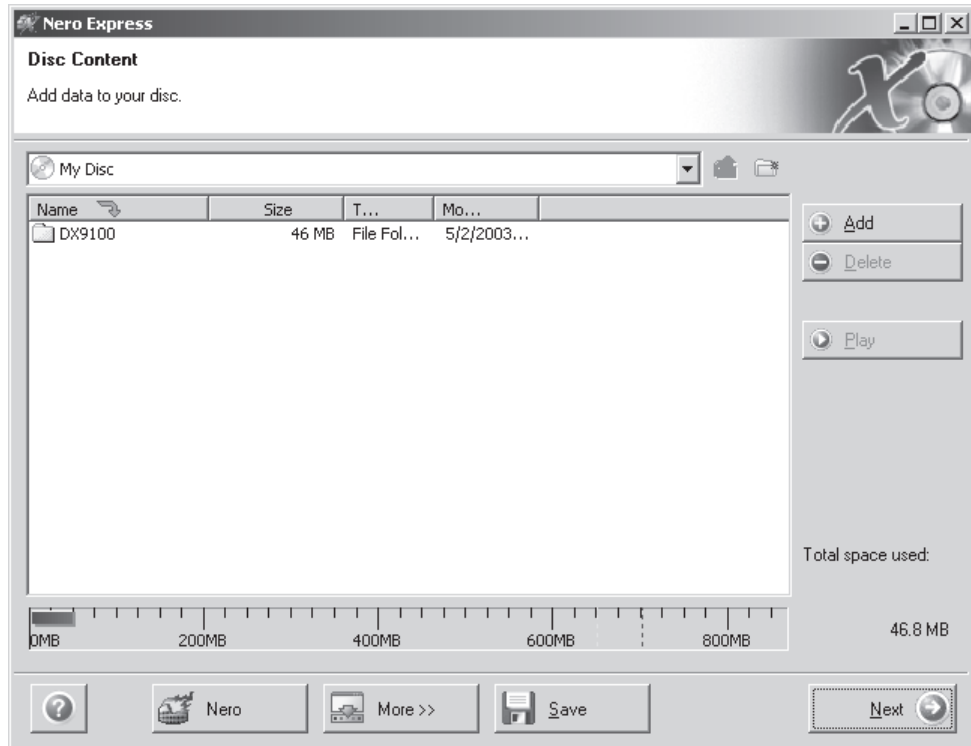 Nero Express
Disc Content
Add data to your disc.
My Disc
Name Size T... Mo...
DX9100 46 MB File Fol... 5/2/2003...
Add
Delete
Play
Total space used:
0MB 200MB 400MB 600MB 800MB
46.8 MB
Nero More >> Save Next